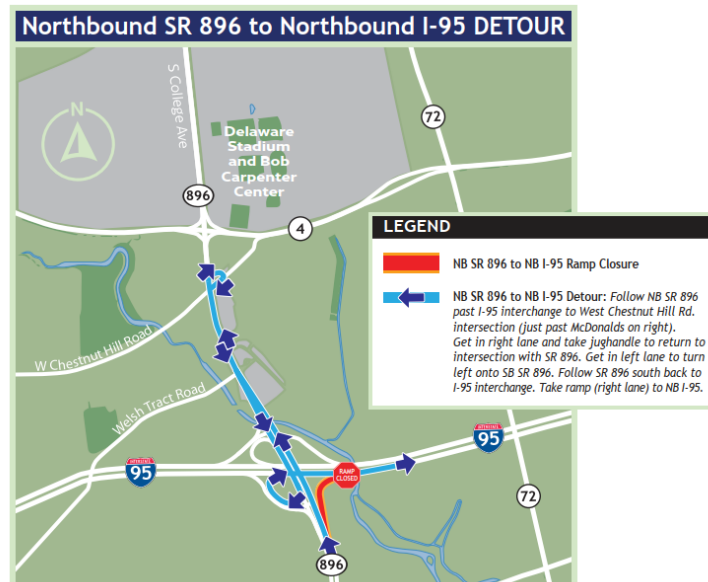 Northbound SR 896 to Northbound I-95 DETOUR
N
S College Ave
72
Delaware
Stadium
and Bob
Carpenter
Center
896
4
W Chestnut Hill Road
Welsh Tract Road
95
RAMP
CLOSED
95
72
896
LEGEND
NB SR 896 to NB I-95 Ramp Closure
NB SR 896 to NB I-95 Detour: Follow NB SR 896
past I-95 interchange to West Chestnut Hill Rd.
intersection (just past McDonalds on right).
Get in right lane and take jughandle to return to
intersection with SR 896. Get in left lane to turn
left onto SB SR 896. Follow SR 896 south back to
I-95 interchange. Take ramp (right lane) to NB I-95.